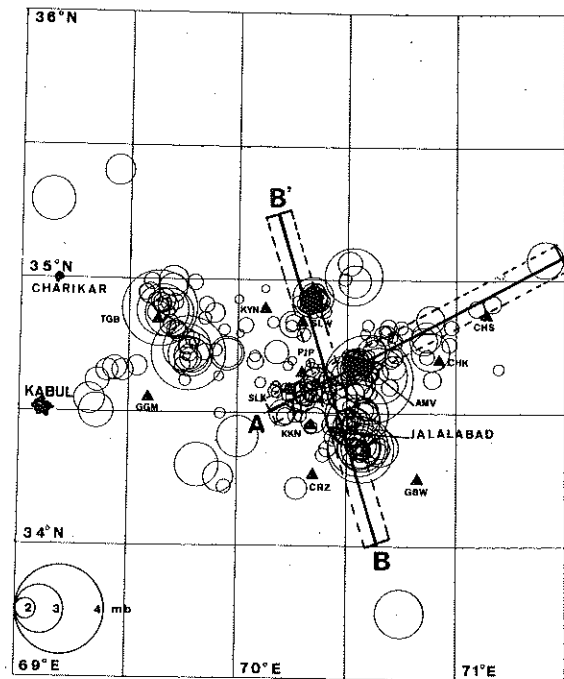 36°N
B'
35°N
CHARIKAR
KYN
SLW
TGB
CHS
PJP
CHK
KABUL
GGM
SLK
AMV
A
KKN
JALALABAD
CRZ
GBW
34°N
B
2 3 4 mb
69°E
70°E
71°E